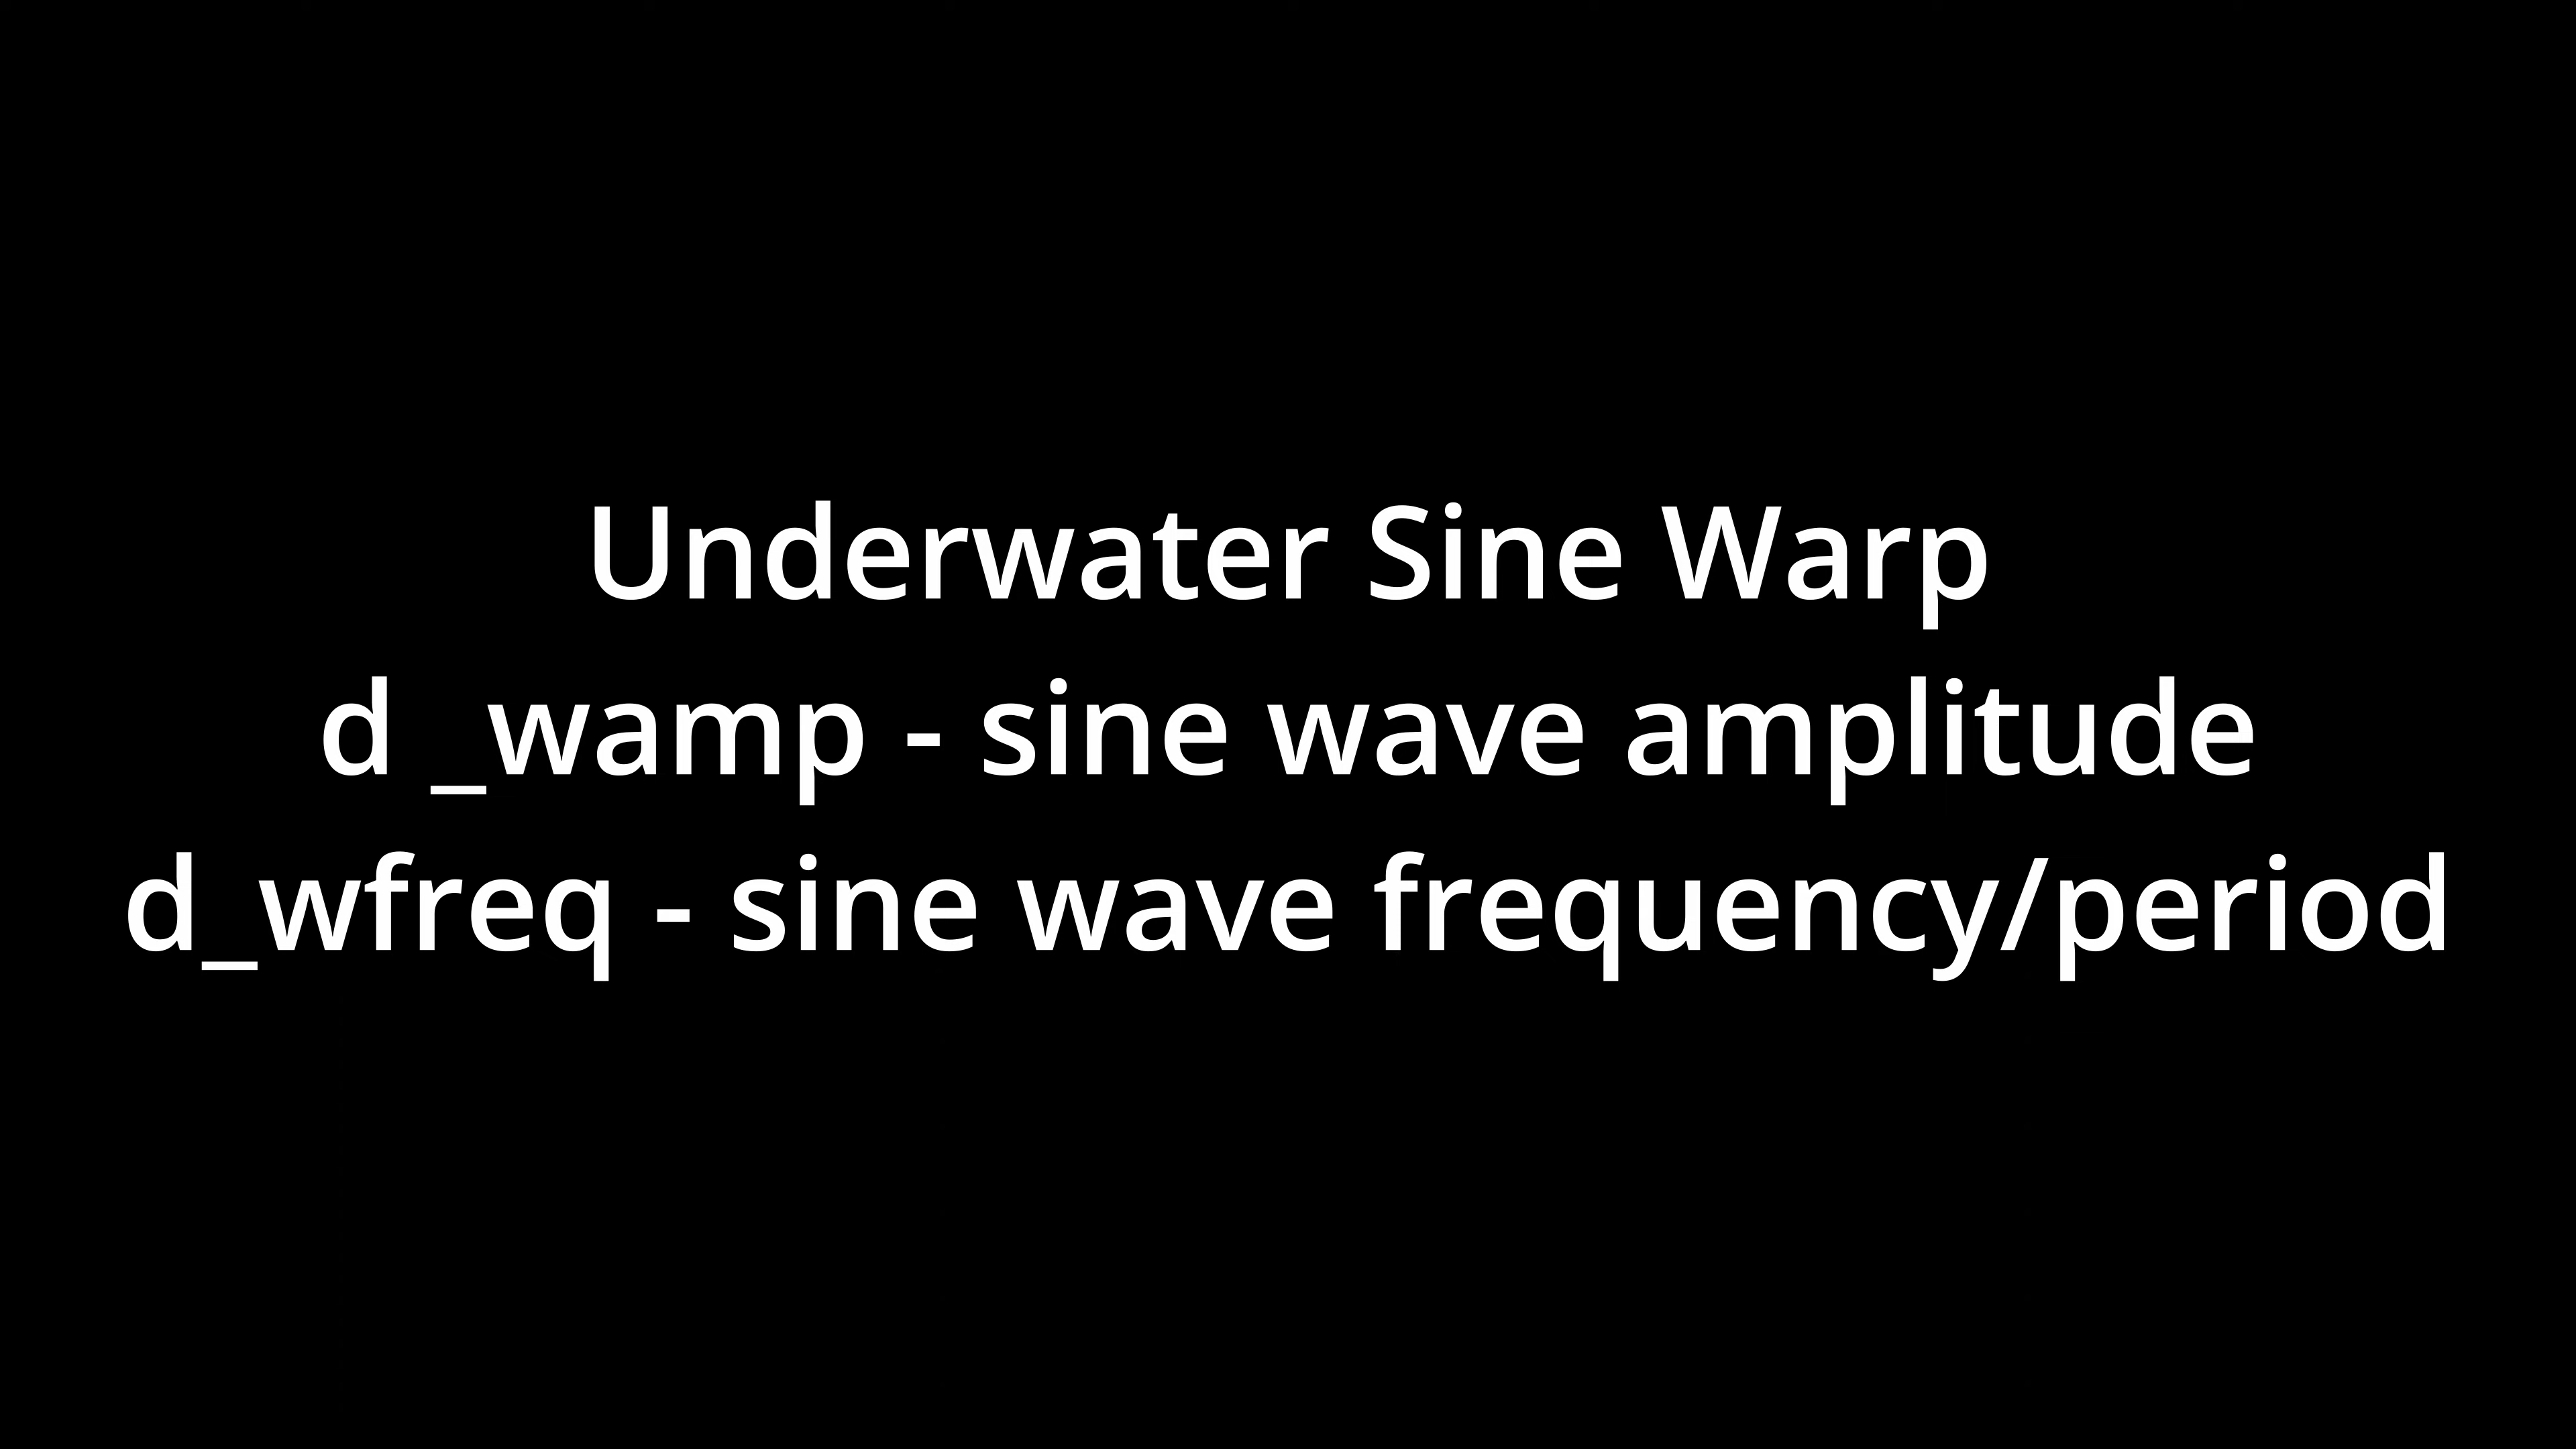 Underwater Sine Warp
d _wamp - sine wave amplitude
d_wfreq - sine wave frequency/period